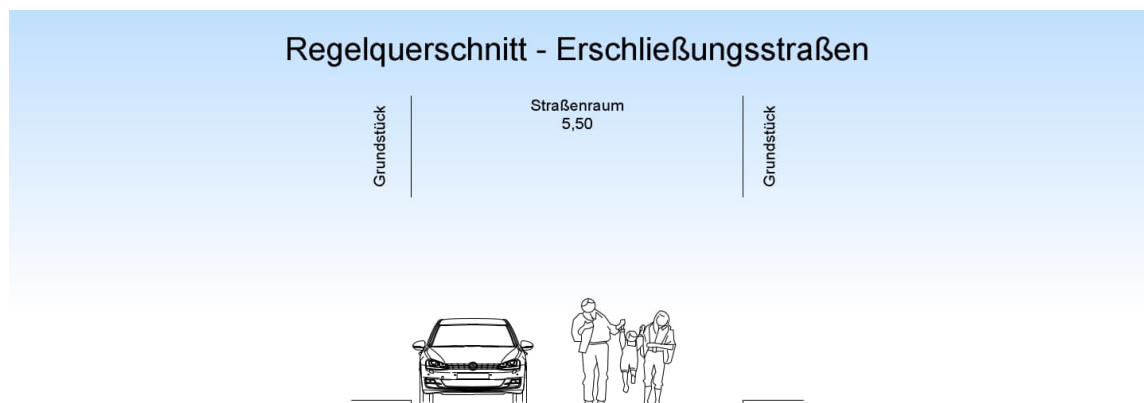 Regelquerschnitt - Erschließungsstraßen
Grundstück
Straßenraum
5,50
Grundstück